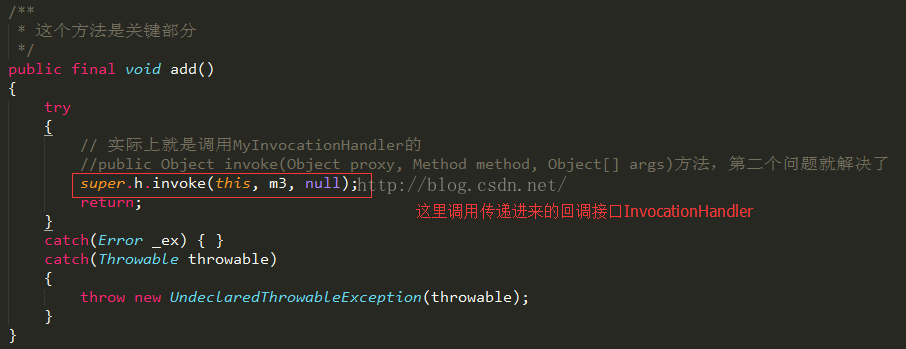 /**
* 这个方法是关键部分
*/
public final void add()
{
try
{
// 实际上就是调用MyInvocationHandler的
//public Object invoke(Object proxy, Method method, Object[] args)方法，第二个问题就解决了
super.h.invoke(this, m3, null);
http://blog.csdn.net/
return;
这里调用传递进来的回调接口InvocationHandler
}
catch(Error _ex) { }
catch(Throwable throwable)
{
throw new UndeclaredThrowableException(throwable);
}
}